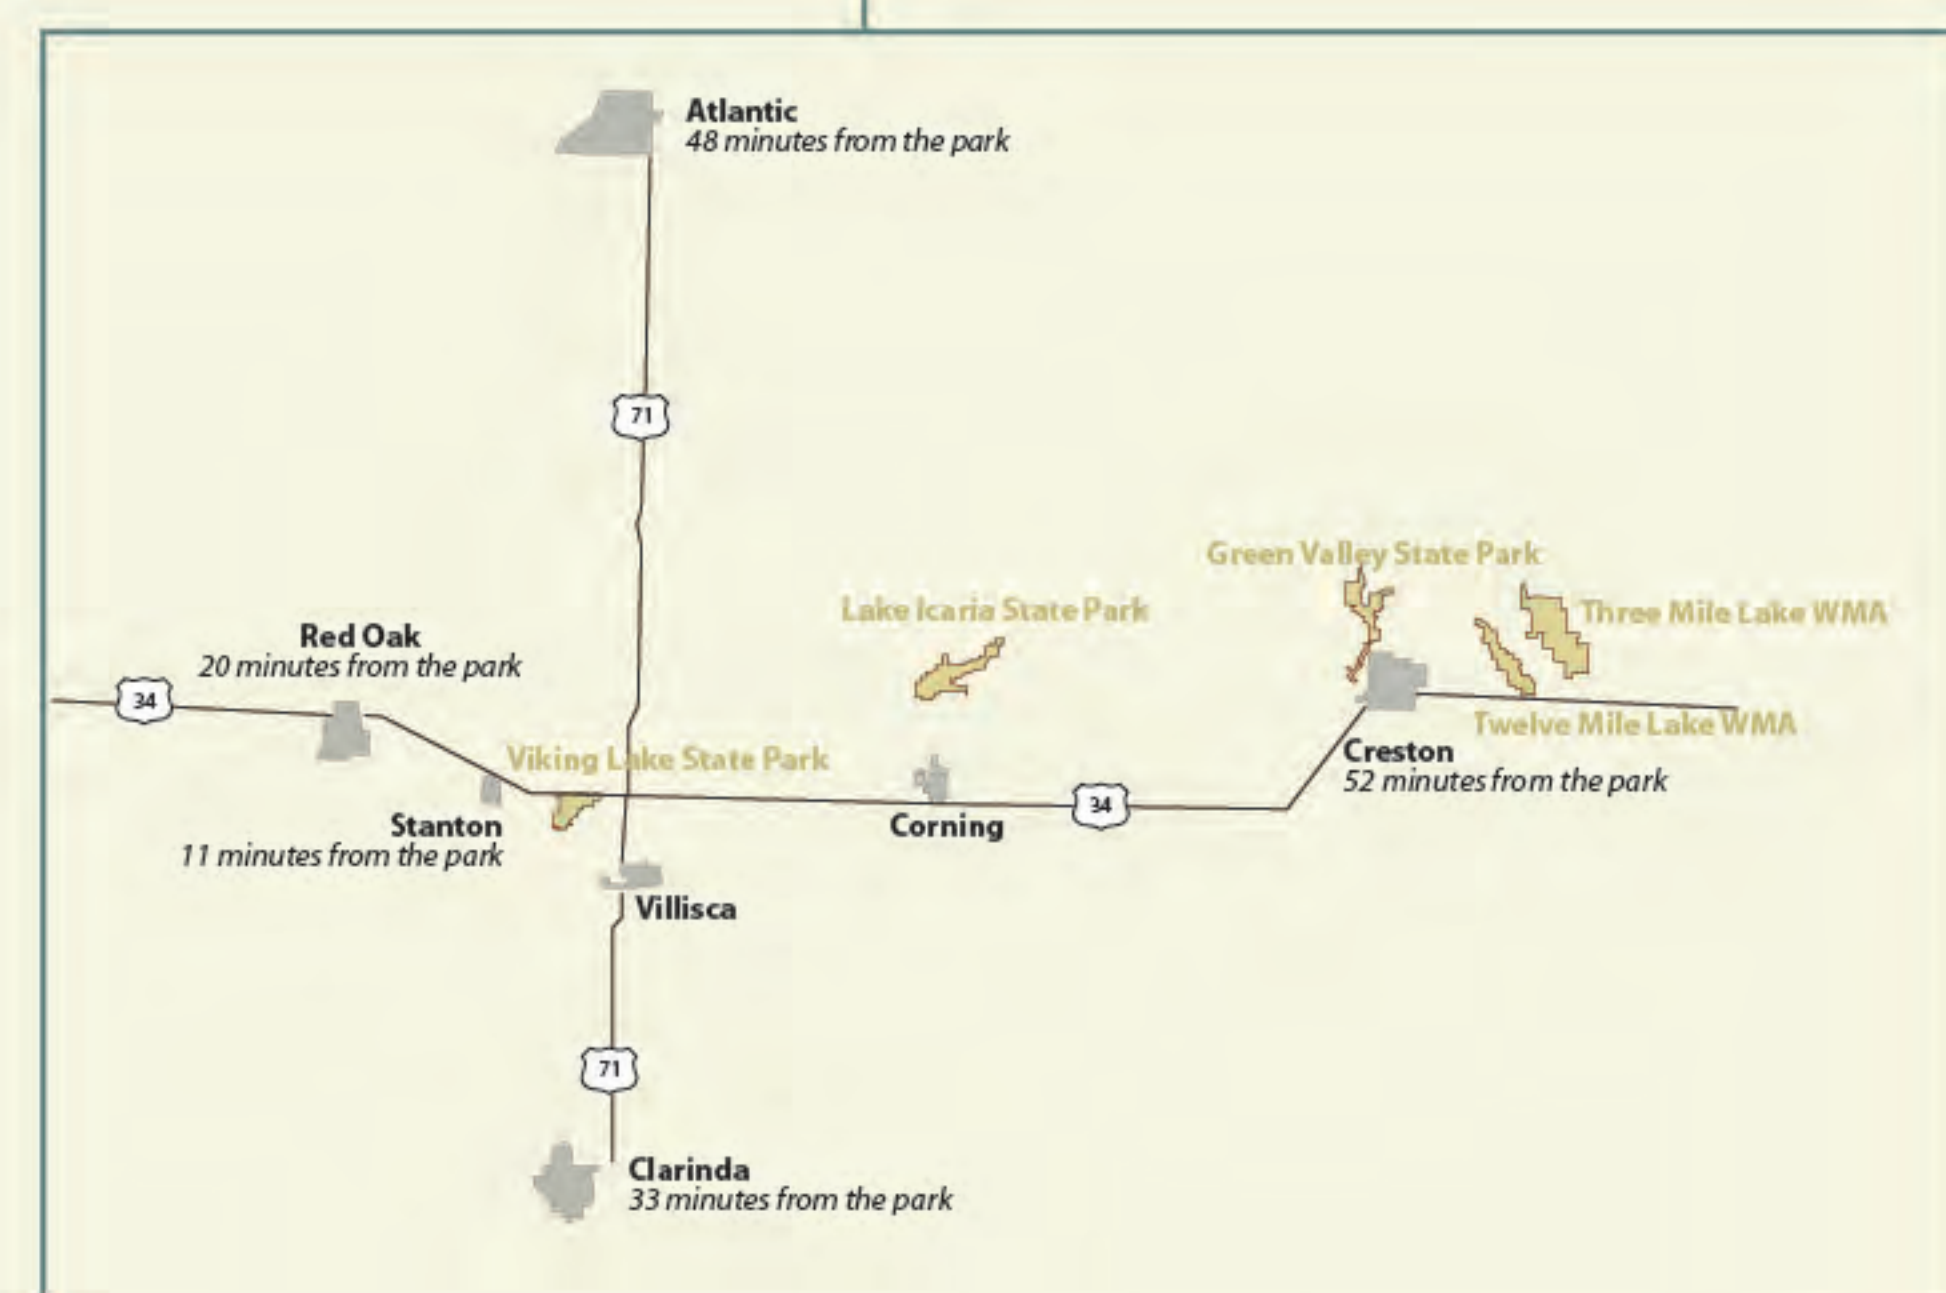 Atlantic
48 minutes from the park
71
Green Valley State Park
Lake Icaria State Park
Three Mile Lake WMA
Red Oak
20 minutes from the park
34
Twelve Mile Lake WMA
Viking Lake State Park
Creston
52 minutes from the park
34
Stanton
11 minutes from the park
Corning
Villisca
71
Clarinda
33 minutes from the park